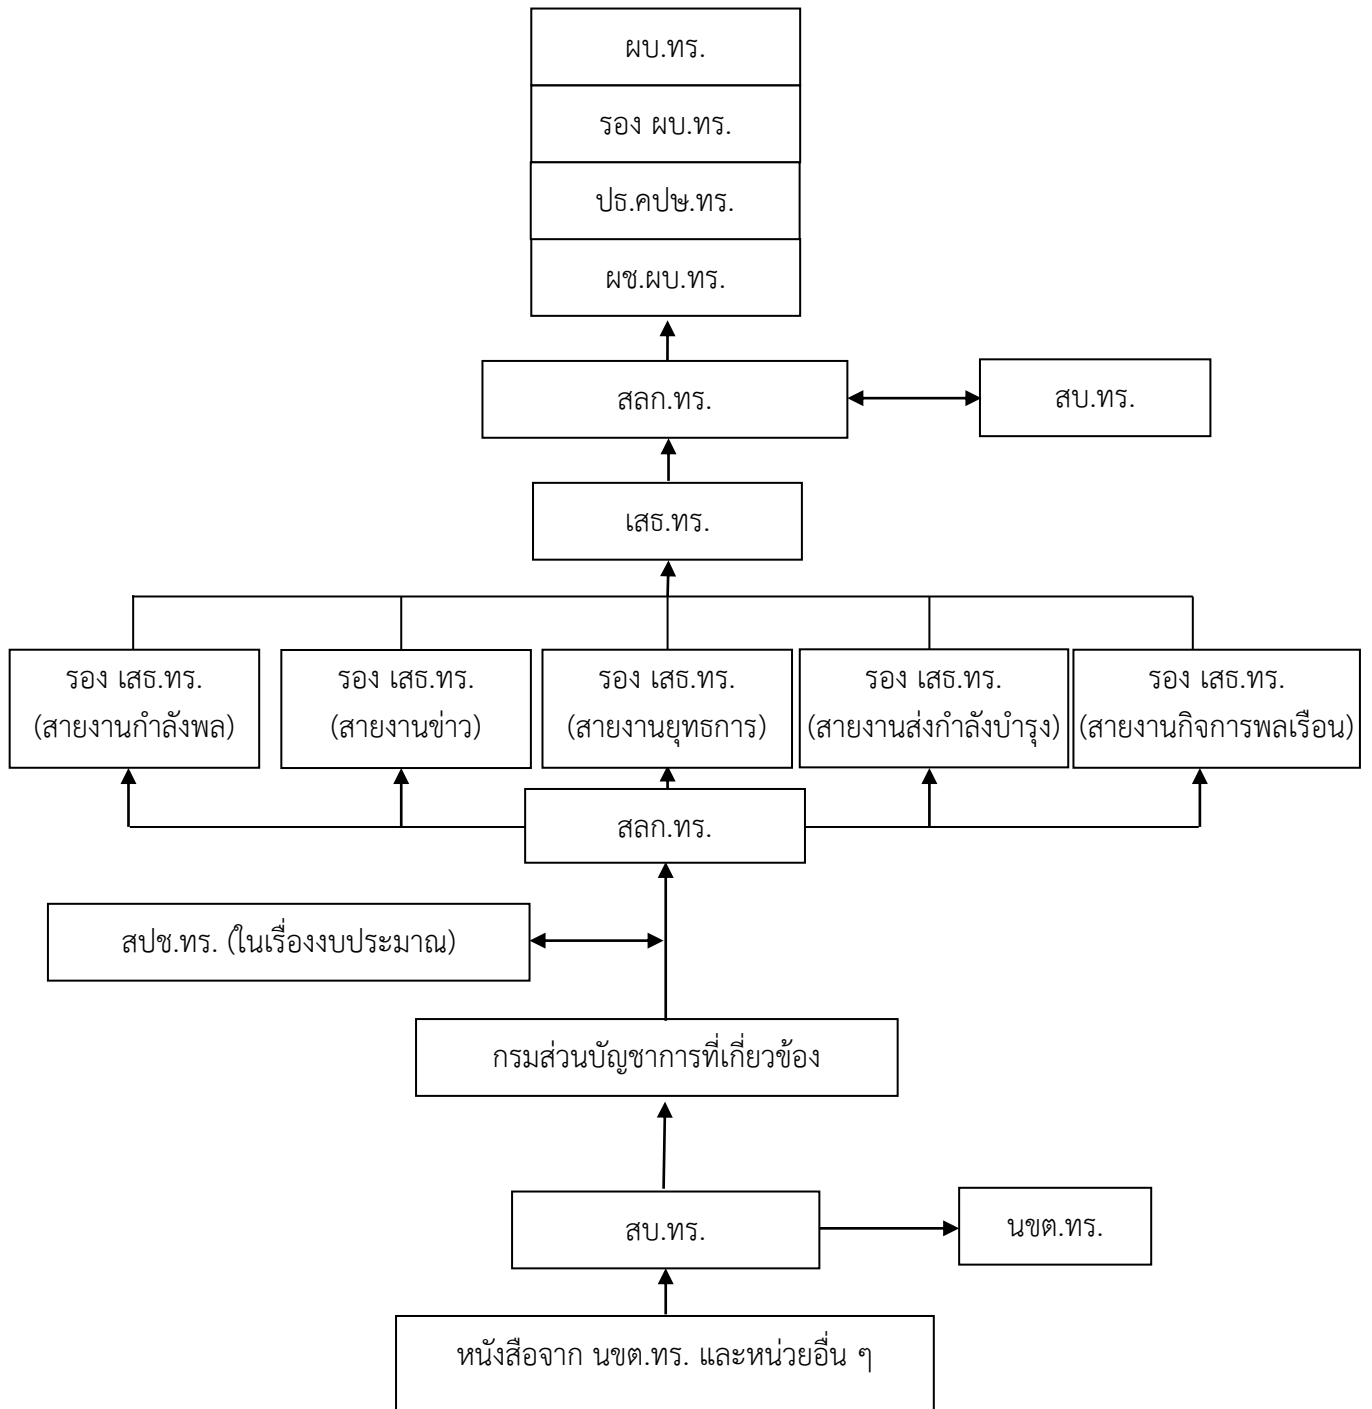 ผบ.ทร.
รอง ผบ.ทร.
ปธ.คปษ.ทร.
ผช.ผบ.ทร.
สลก.ทร.
สบ.ทร.
เสธ.ทร.
รอง เสธ.ทร.
(สายงานกำลังพล)
รอง เสธ.ทร.
(สายงานข่าว)
รอง เสธ.ทร.
(สายงานยุทธการ)
รอง เสธ.ทร.
(สายงานส่งกำลังบำรุง)
รอง เสธ.ทร.
(สายงานกิจการพลเรือน)
สลก.ทร.
สปช.ทร. (ในเรื่องงบประมาณ)
กรมส่วนบัญชาการที่เกี่ยวข้อง
สบ.ทร.
นขต.ทร.
หนังสือจาก นขต.ทร. และหน่วยอื่น ๆ